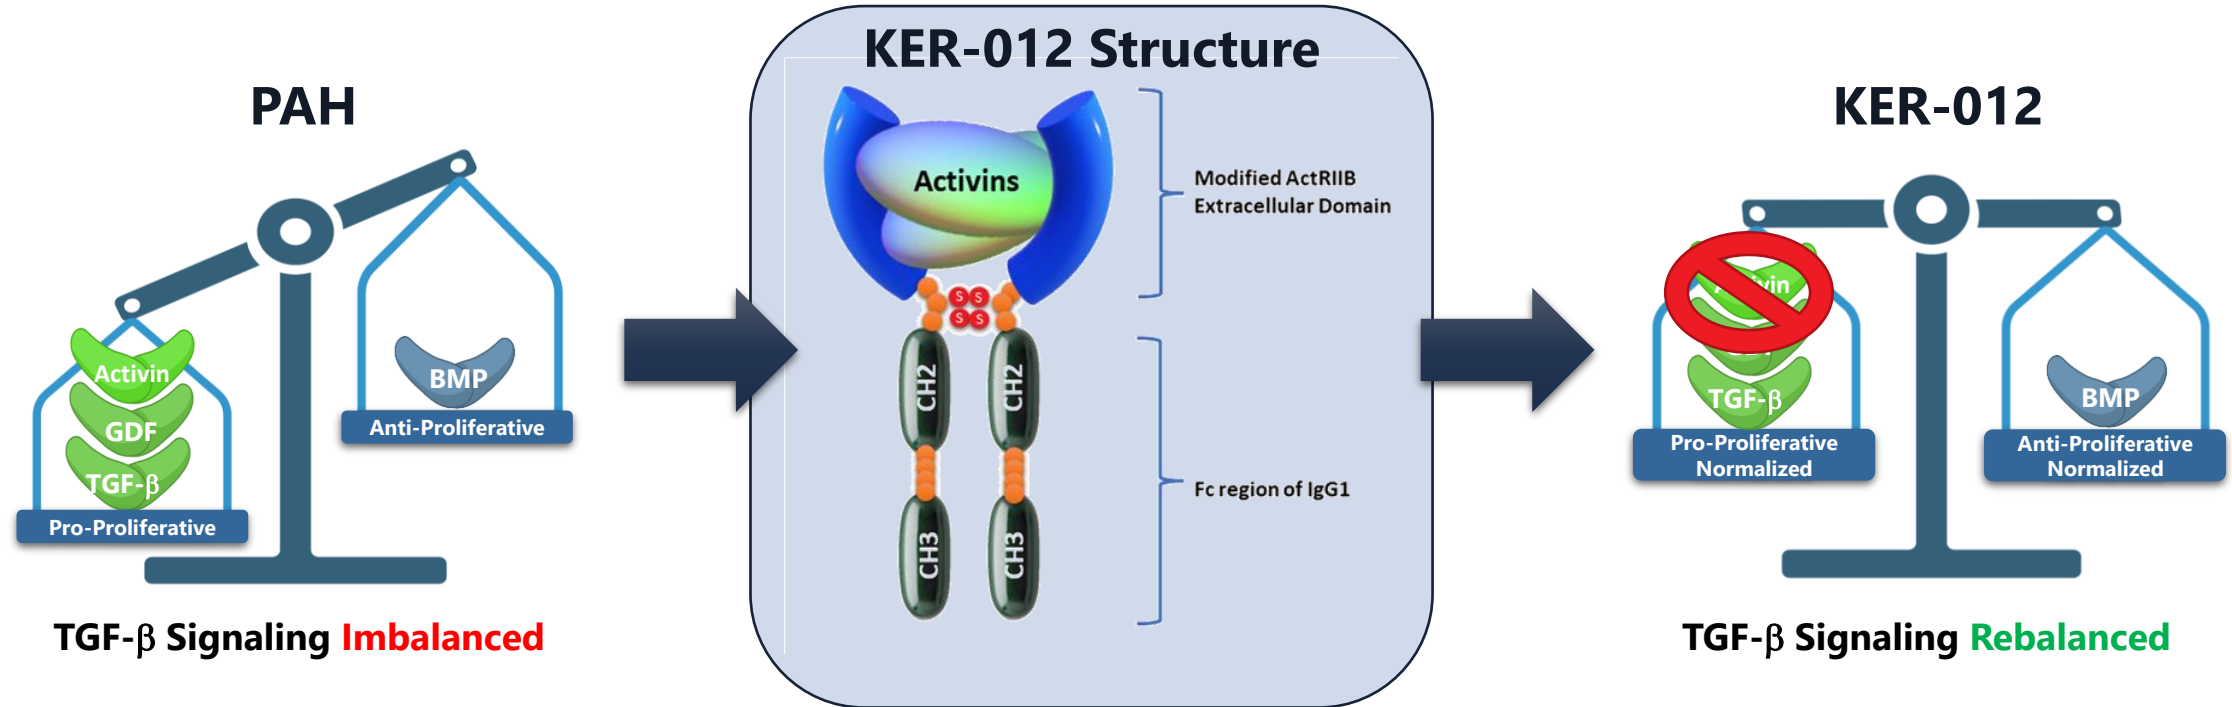 PAH
Activin
GDF
TGF-β
Pro-Proliferative
BMP
Anti-Proliferative
TGF-β Signaling Imbalanced
KER-012 Structure
Activins
Modified ActRIIB
Extracellular Domain
S S
S S
CH2 CH2
Fc region of IgG1
CH3 CH3
KER-012
TGF-β
Pro-Proliferative
Normalized
BMP
Anti-Proliferative
Normalized
TGF-β Signaling Rebalanced